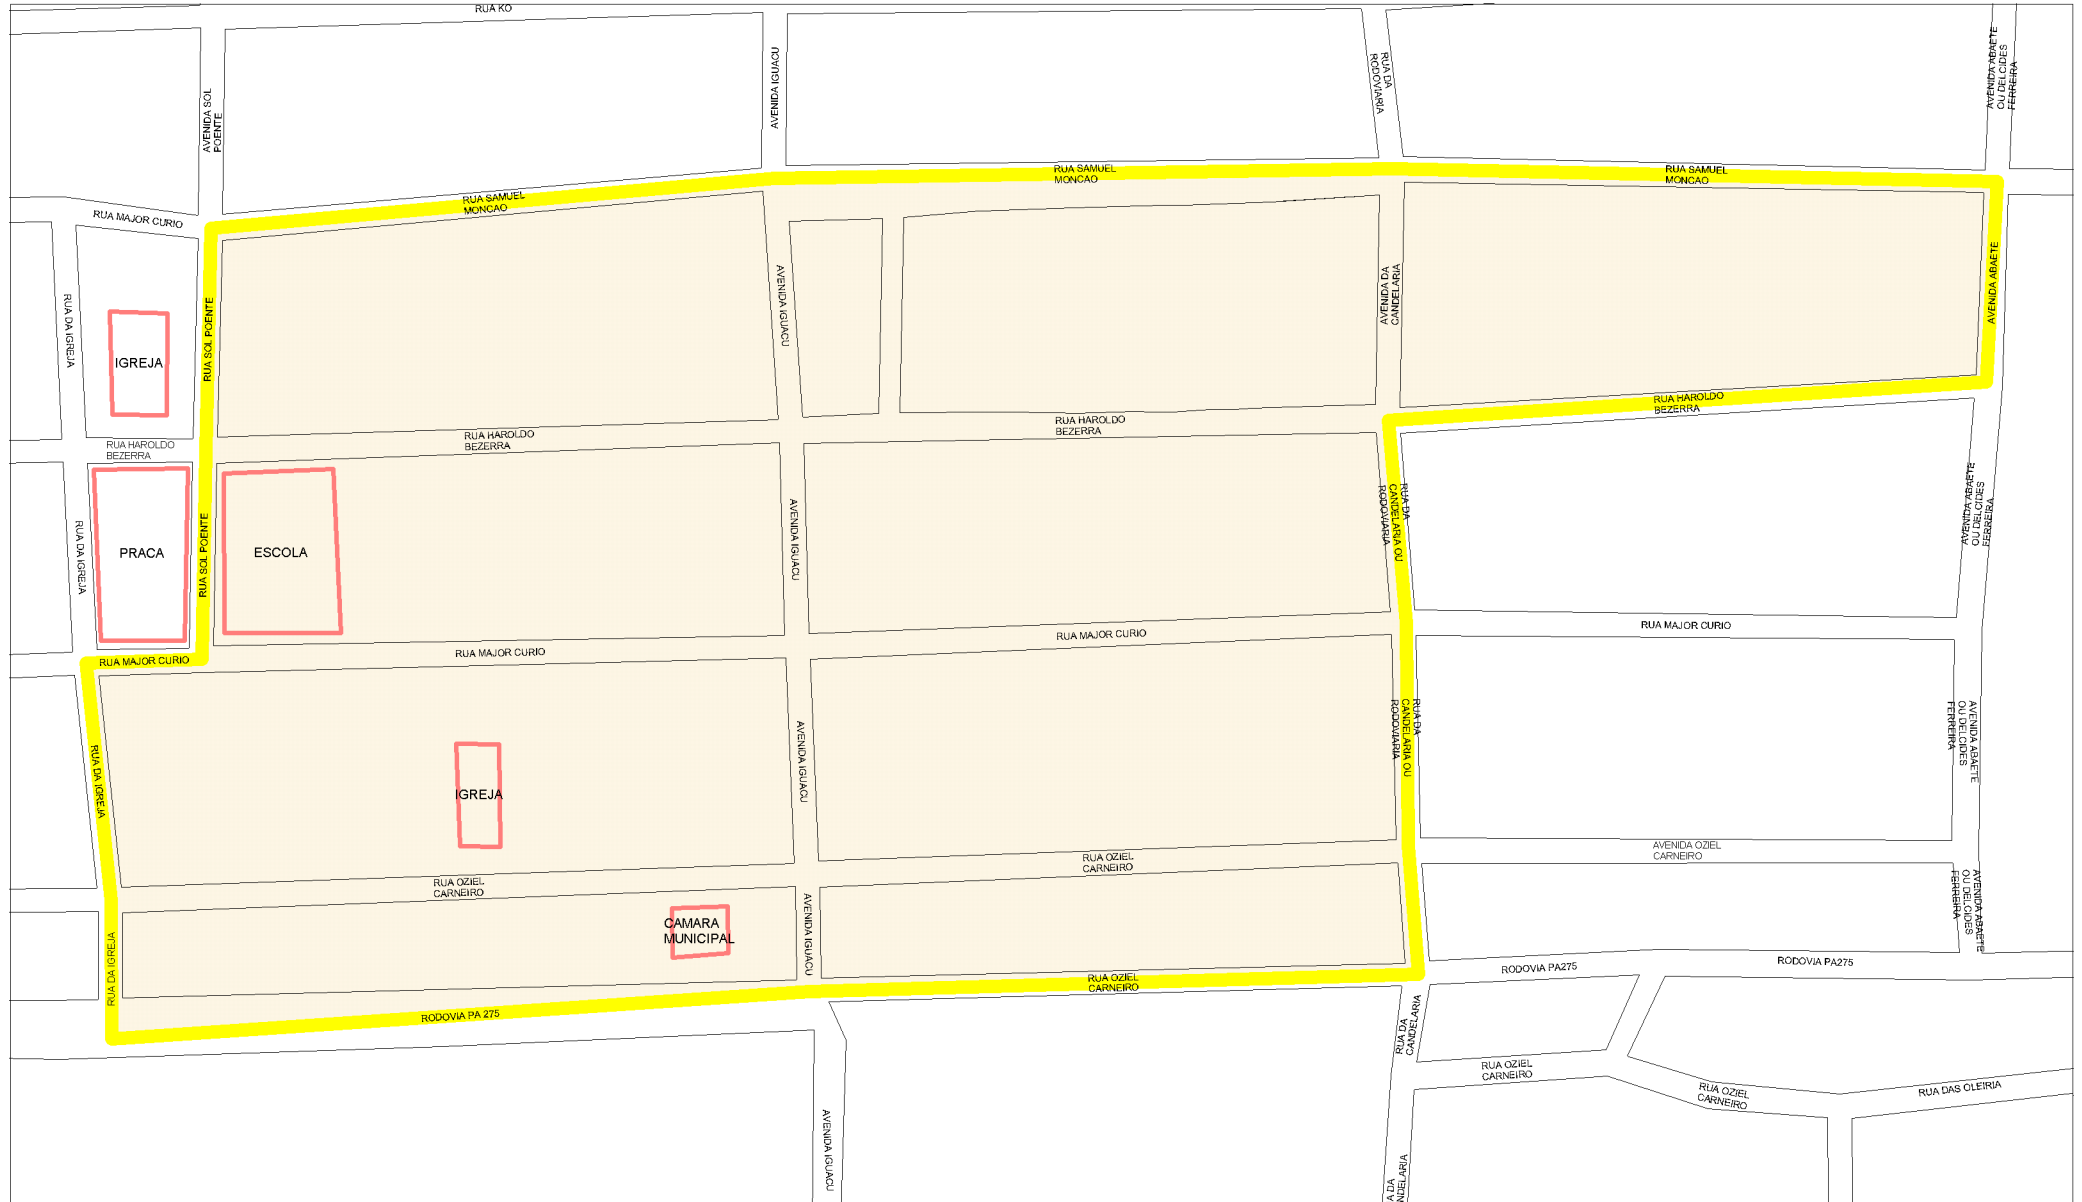 RUA KO
AVENIDA SOL
POENTE
AVENIDA IGUACU
RUA DA
RODOVIARIA
AVENIDA ABAETE
OU DELCIDES
FERREIRA
RUA SAMUEL
MONCAO
RUA SAMUEL
MONCAO
RUA SAMUEL
MONCAO
RUA MAJOR CURIO
RUA DA IGREJA
IGREJA
RUA SOL POENTE
AVENIDA IGUACU
AVENIDA DA
CANDELARIA
AVENIDA ABAETE
RUA HAROLDO
BEZERRA
RUA HAROLDO
BEZERRA
RUA HAROLDO
BEZERRA
RUA HAROLDO
BEZERRA
RUA DA IGREJA
PRACA
RUA SOL POENTE
ESCOLA
AVENIDA IGUACU
RUA DA
CANDELARIA OU
RODOVIARIA
AVENIDA ABAETE
OU DELCIDES
FERREIRA
RUA MAJOR CURIO
RUA MAJOR CURIO
RUA MAJOR CURIO
RUA MAJOR CURIO
RUA DA IGREJA
IGREJA
AVENIDA IGUACU
RUA DA
CANDELARIA OU
RODOVIARIA
AVENIDA ABAETE
OU DELCIDES
FERREIRA
RUA OZIEL
CARNEIRO
RUA OZIEL
CARNEIRO
AVENIDA OZIEL
CARNEIRO
RUA DA IGREJA
CAMARA
MUNICIPAL
AVENIDA IGUACU
AVENIDA ABAETE
OU DELCIDES
FERREIRA
RODOVIA PA 275
RUA OZIEL
CARNEIRO
RODOVIA PA275
RODOVIA PA275
RUA DA
CANDELARIA
RUA OZIEL
CARNEIRO
RUA OZIEL
CARNEIRO
RUA DAS OLEIRIA
AVENIDA IGUACU
A DA
NDELARIA